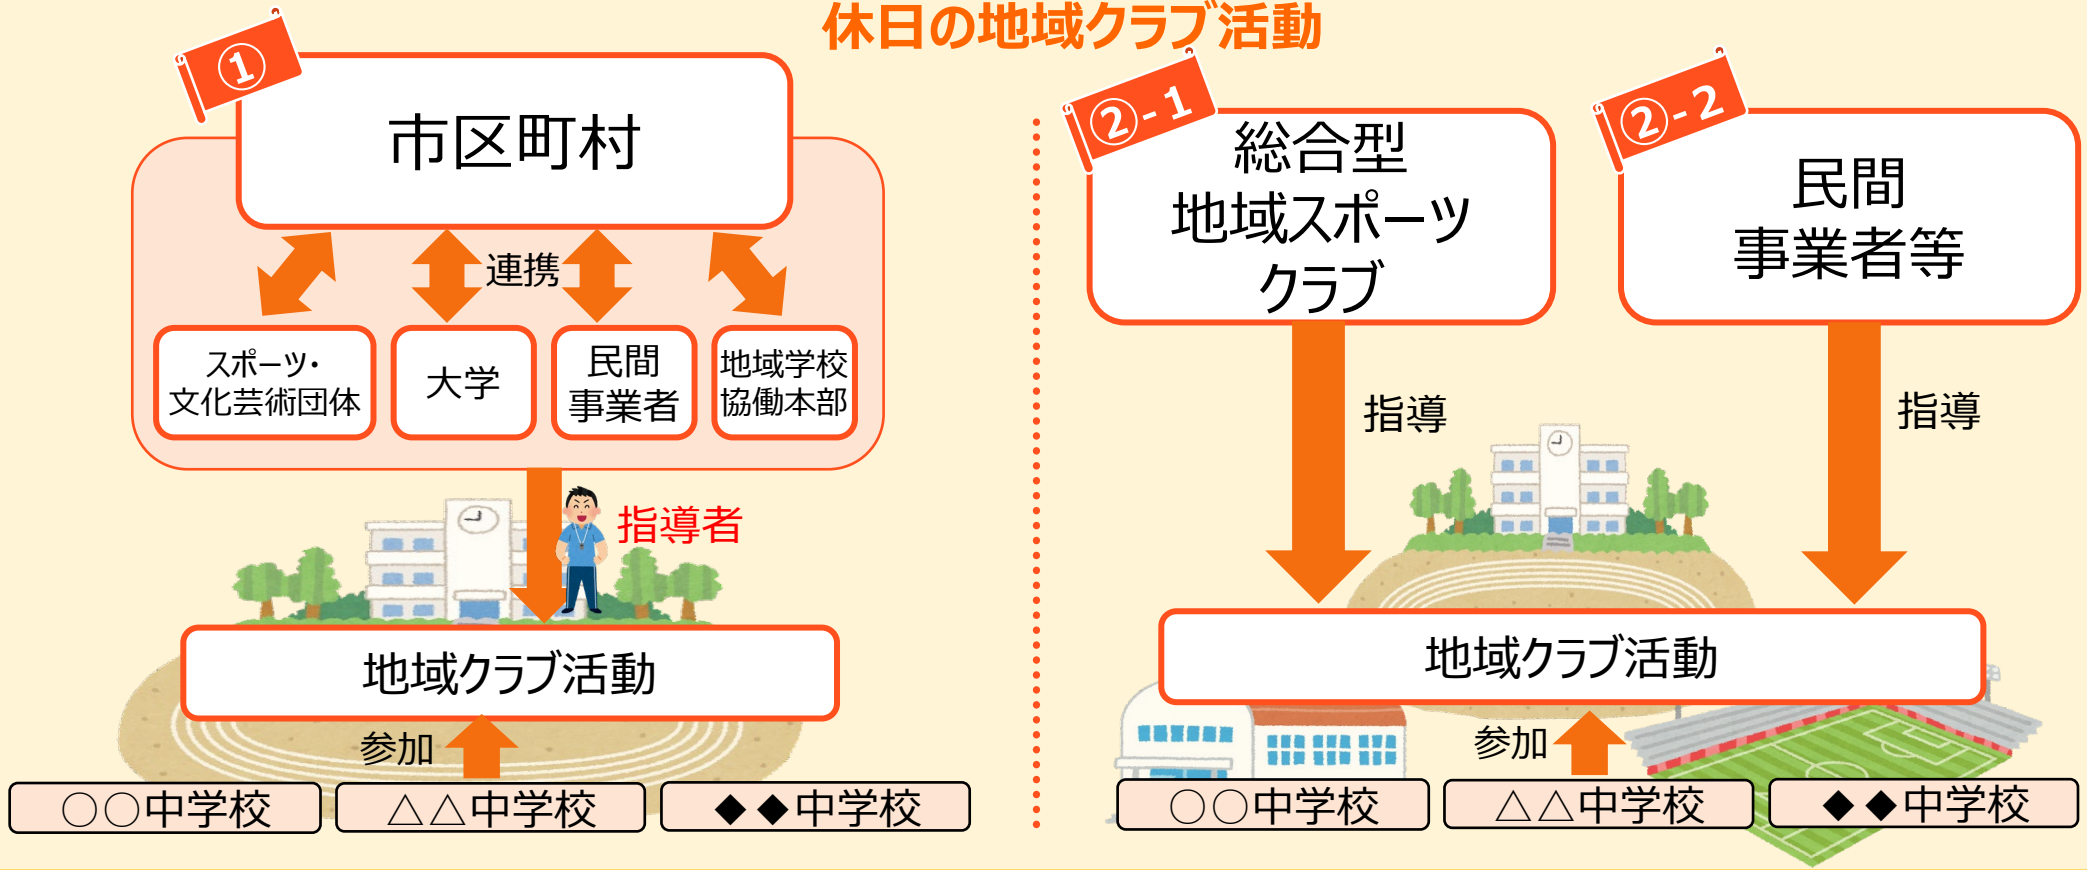 休日の地域クラブ活動
①
市区町村
連携
スポーツ・
文化芸術団体
大学
民間
事業者
地域学校
協働本部
指導者
地域クラブ活動
参加
○○中学校
△△中学校
◆◆中学校
②-1
総合型
地域スポーツ
クラブ
②-2
民間
事業者等
指導
指導
地域クラブ活動
参加
○○中学校
△△中学校
◆◆中学校